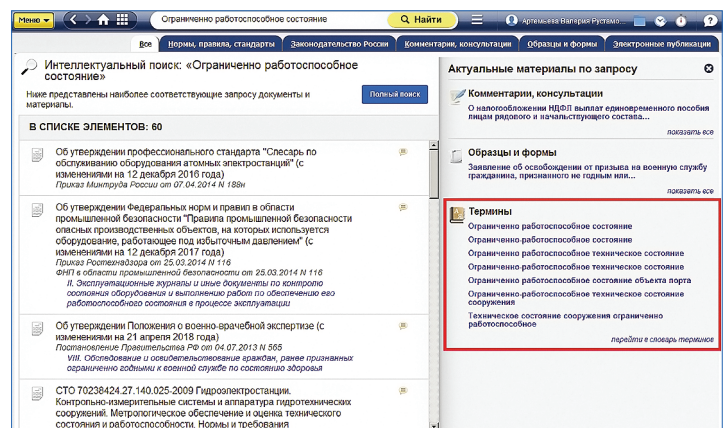 Меню
Ограниченно работоспособное состояние
Найти
Артемьева Валерия Рустамо...
Все
Нормы, правила, стандарты
Законодательство России
Комментарии, консультации
Образцы и формы
Электронные публикации
Интеллектуальный поиск: «Ограниченно работоспособное
состояние»
Ниже представлены наиболее соответствующие запросу документы и
материалы.
Полный поиск
В СПИСКЕ ЭЛЕМЕНТОВ: 60
Об утверждении профессионального стандарта "Слесарь по
обслуживанию оборудования атомных электростанций" (с
изменениями на 12 декабря 2016 года)
Приказ Минтруда России от 07.04.2014 N 188н
Об утверждении Федеральных норм и правил в области
промышленной безопасности "Правила промышленной безопасности
опасных производственных объектов, на которых используется
оборудование, работающее под избыточным давлением" (с
изменениями на 12 декабря 2017 года)
Приказ Ростехнадзора от 25.03.2014 N 116
ФНП в области промышленной безопасности от 25.03.2014 N 116
II. Эксплуатационные журналы и иные документы по контролю
состояния оборудования и выполнению работ по обеспечению его
работоспособного состояния в процессе эксплуатации
Об утверждении Положения о военно-врачебной экспертизе (с
изменениями на 21 апреля 2018 года)
Постановление Правительства РФ от 04.07.2013 N 565
VIII. Обследование и освидетельствование граждан, ранее признанных
ограниченно годными к военной службе по состоянию здоровья
СТО 70238424.27.140.025-2009 Гидроэлектростанции.
Контрольно-измерительные системы и аппаратура гидротехнических
сооружений. Метрологическое обеспечение и оценка технического
состояния и работоспособности. Нормы и требования
Актуальные материалы по запросу
Комментарии, консультации
О налогообложении НДФЛ выплат единовременного пособия
лицам рядового и начальствующего состава...
показать все
Образцы и формы
Заявление об освобождении от призыва на военную службу
гражданина, признанного не годным или...
показать все
Термины
Ограниченно работоспособное состояние
Ограниченно-работоспособное состояние
Ограниченно работоспособное техническое состояние
Ограниченно-работоспособное техническое состояние
Ограниченно работоспособное состояние объекта порта
Ограниченно-работоспособное техническое состояние
сооружения
Техническое состояние сооружения ограниченно
работоспособное
перейти в словарь терминов